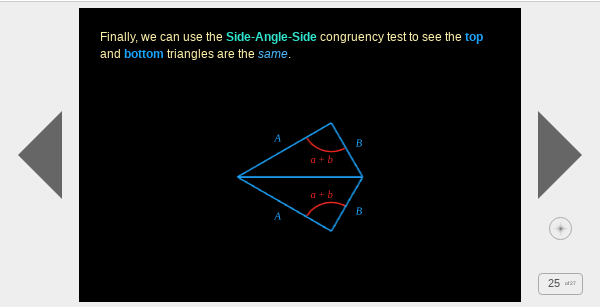 Finally, we can use the Side-Angle-Side congruency test to see the top
and bottom triangles are the same.
A
B
a + b
a + b
A
B
25 of 27